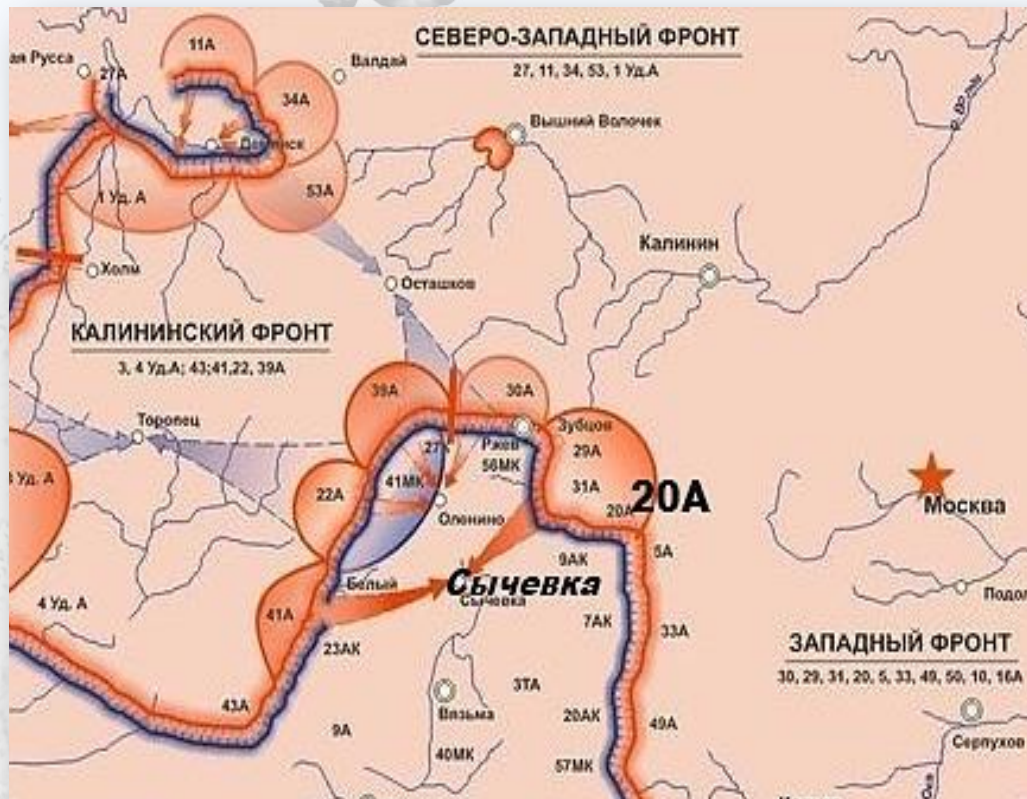 11А
СЕВЕРО-ЗАПАДНЫЙ ФРОНТ
27, 11, 34, 53, 1 Уд.А
ая Русса
27А
Валдай
34А
Вышний Волочек
р. Волга
53А
1 Уд. А
Холм
Осташков
Калинин
КАЛИНИНСКИЙ ФРОНТ
3, 4 Уд.А; 43;41,22, 39А
39А
30А
Торопец
Ржев
Зубцов
56МК
29А
41МК
22А
31А
20А
20А
Москва
Уд. А
Оленино
5А
9АК
Белый
Сычевка
Сычевка
Подол
4 Уд. А
41А
7АК
33А
23АК
ЗАПАДНЫЙ ФРОНТ
30, 29, 31, 20, 5, 33, 49, 50, 10, 16А
3ТА
43А
Вязьма
20АК
49А
9А
Серпухов
40МК
57МК
Ока